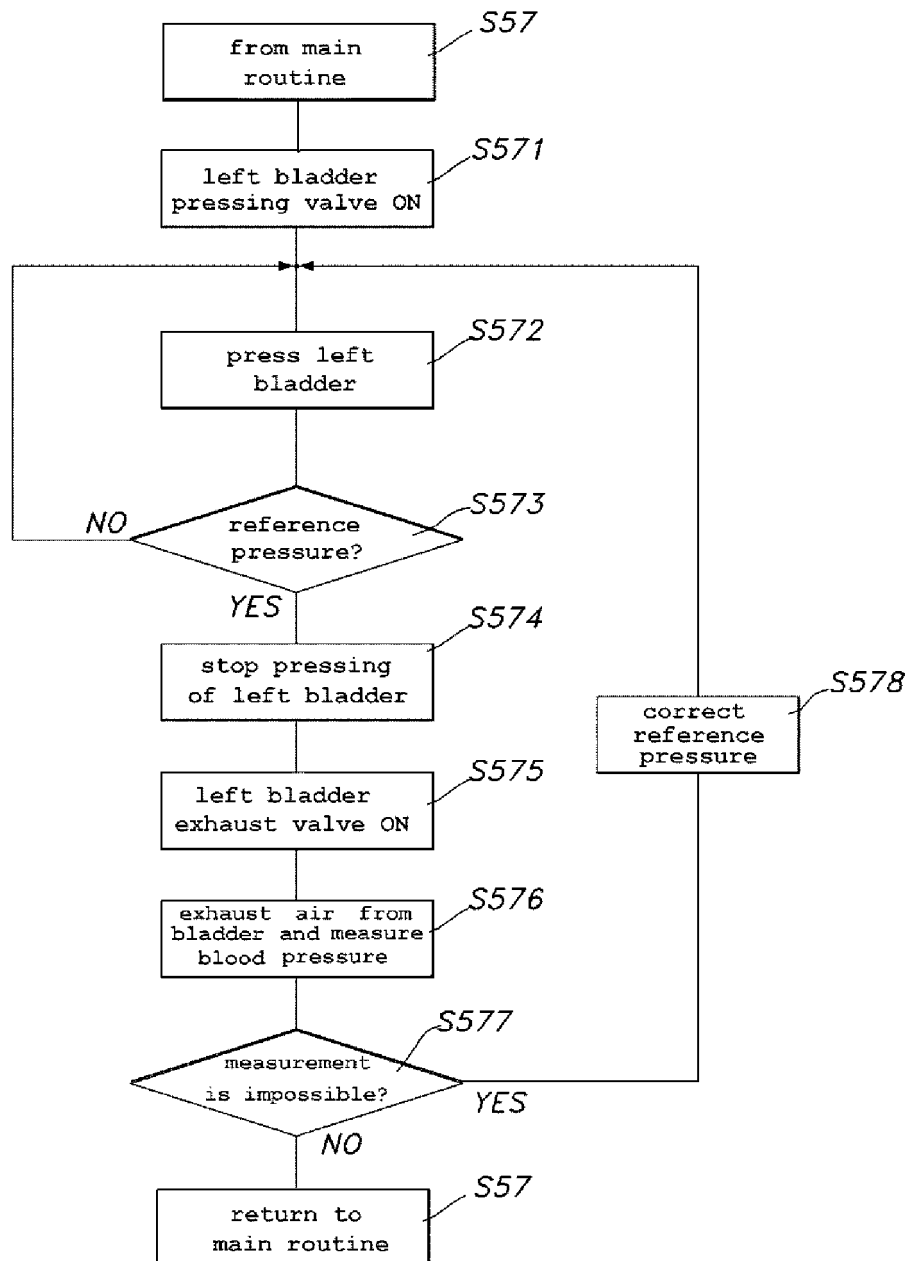 S57
from main
routine
S571
left bladder
pressing valve ON
S572
press left
bladder
S573
NO
reference
pressure?
YES
S574
stop pressing
of left bladder
S578
correct
reference
pressure
S575
left bladder
exhaust valve ON
S576
exhaust air from
bladder and measure
blood pressure
S577
measurement
is impossible?
YES
NO
S57
return to
main routine